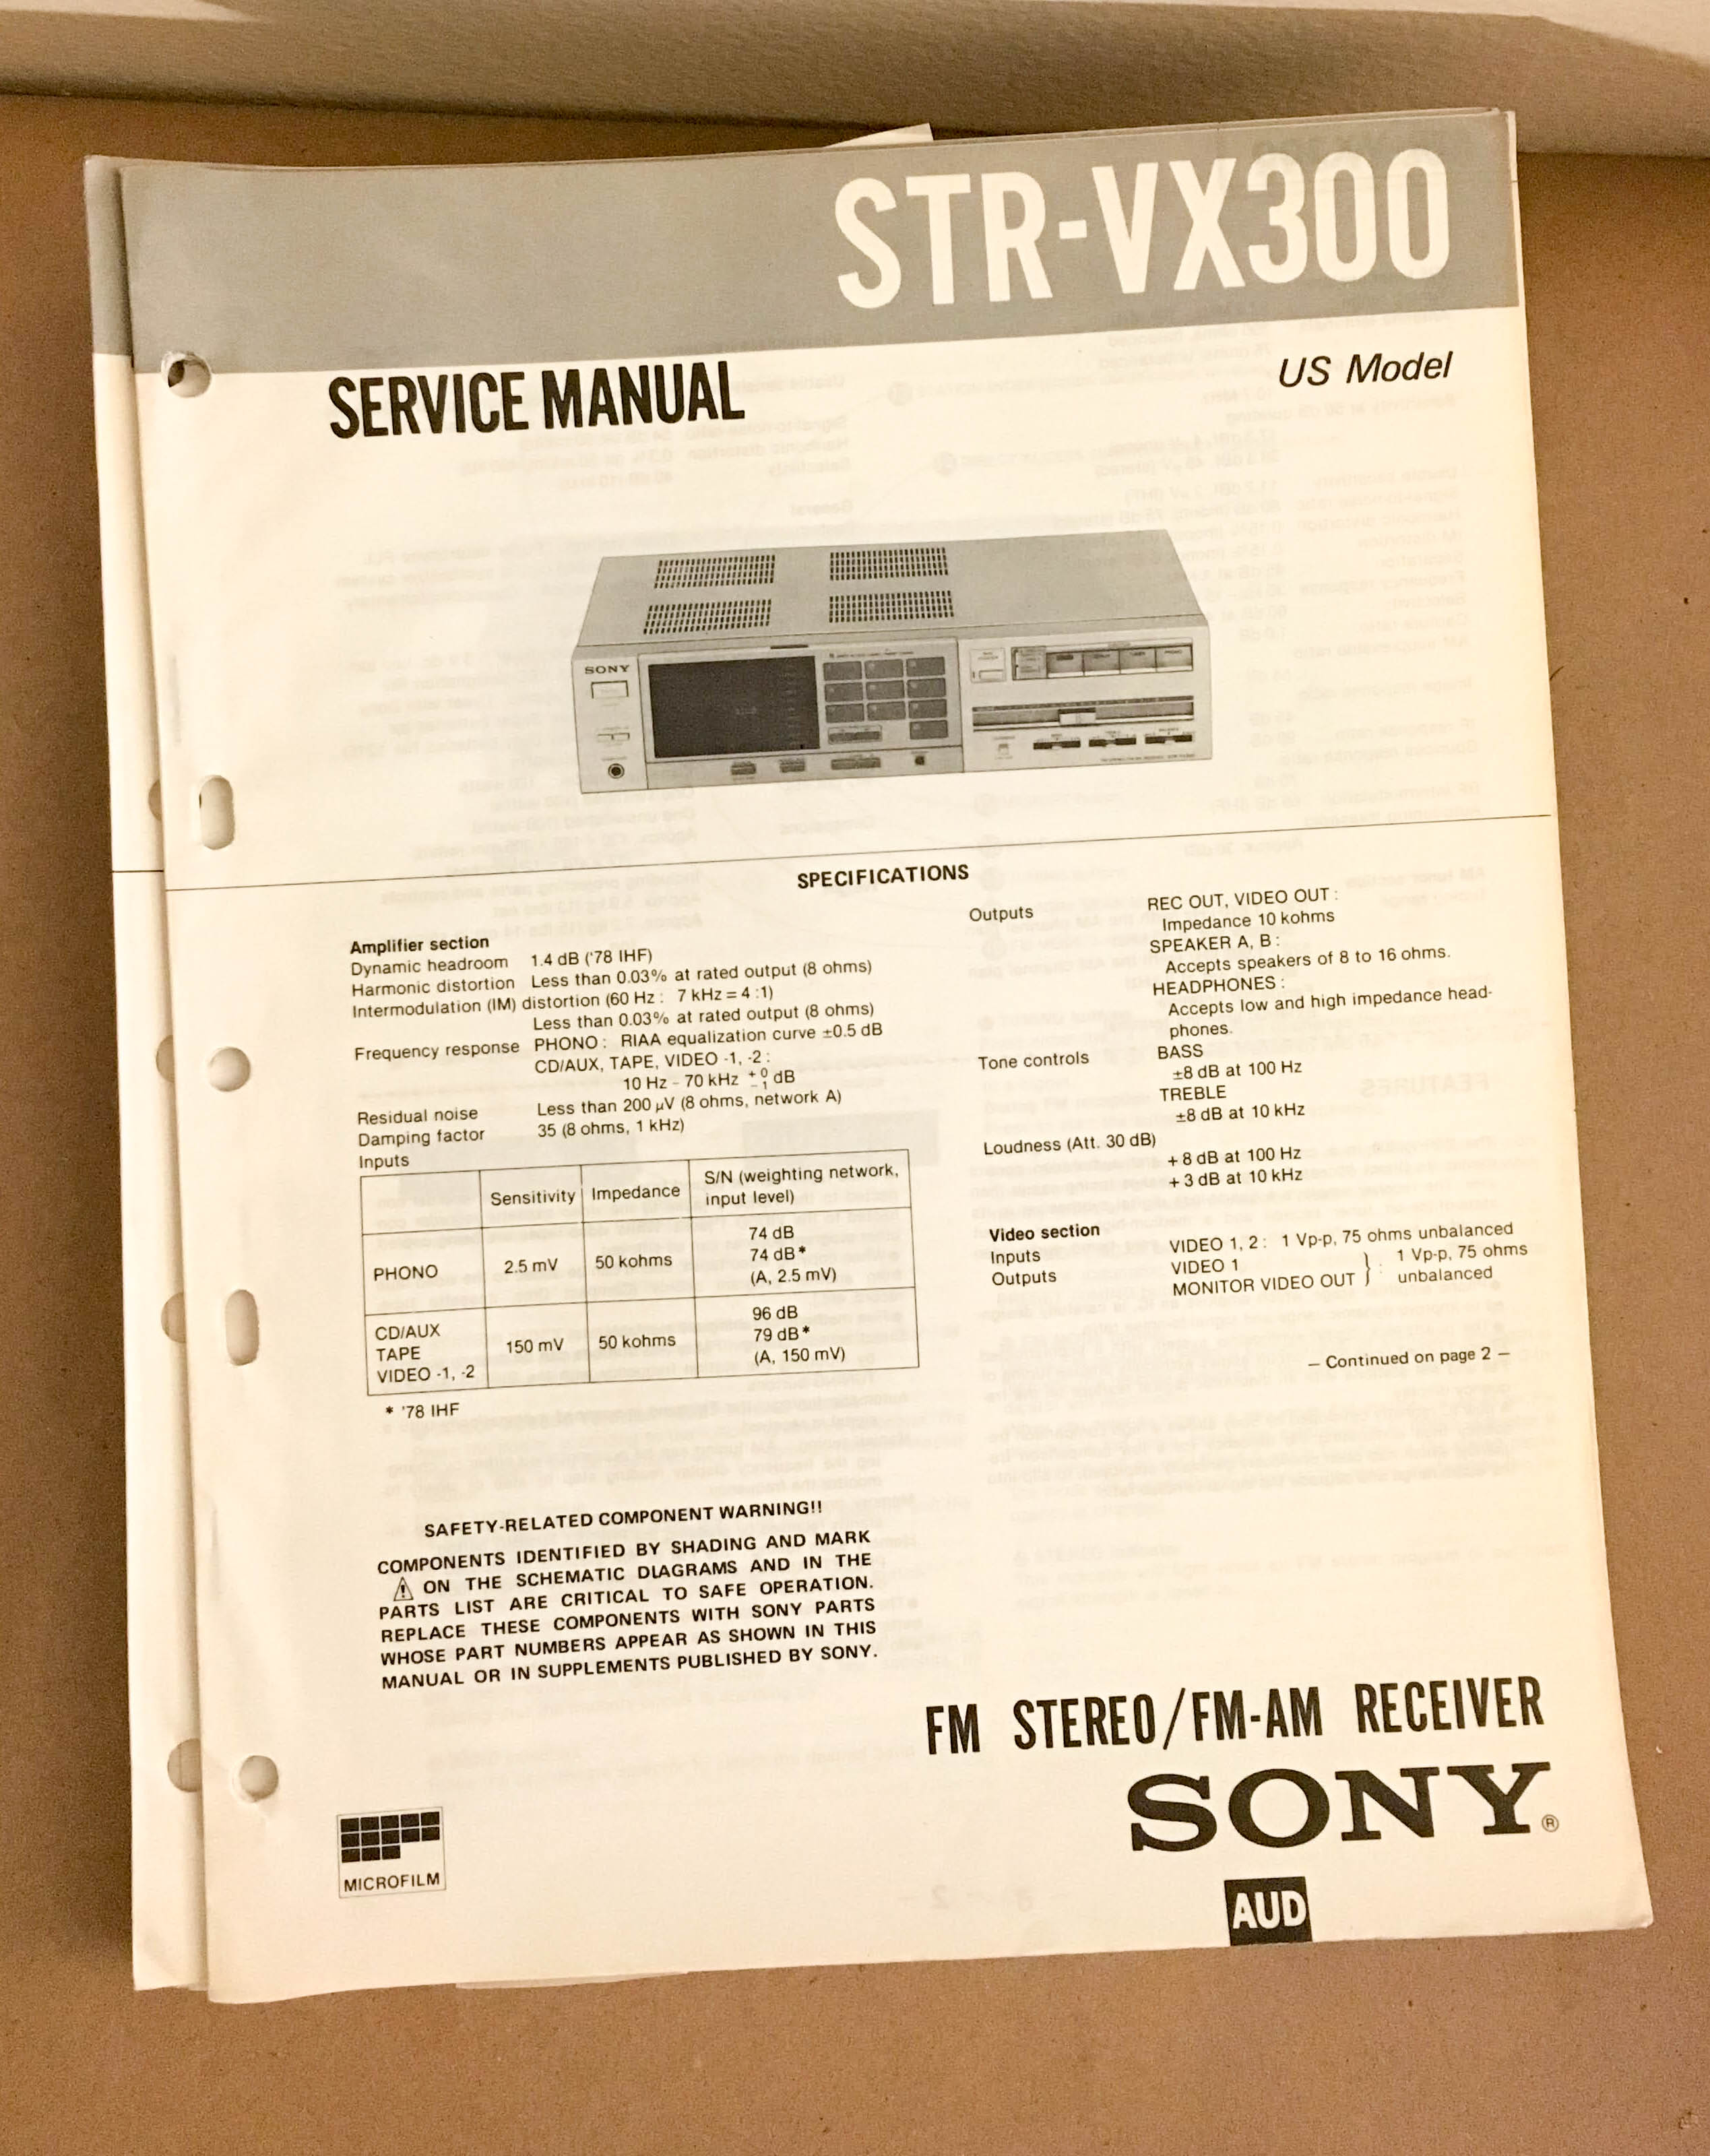 STR-VX300
SERVICE MANUAL
US Model
SONY
SPECIFICATIONS
Amplifier section
Dynamic headroom 1.4 dB ('78 IHF)
Harmonic distortion Less than 0.03% at rated output (8 ohms)
Intermodulation (IM) distortion (60 Hz : 7 kHz = 4 :1)
Less than 0.03% at rated output (8 ohms)
Frequency response PHONO : RIAA equalization curve ±0.5 dB
CD/AUX, TAPE, VIDEO -1, -2 :
10 Hz – 70 kHz +0 −1 dB
Residual noise Less than 200 µV (8 ohms, network A)
Damping factor 35 (8 ohms, 1 kHz)
Inputs
Sensitivity Impedance S/N (weighting network, input level)
PHONO 2.5 mV 50 kohms 74 dB
74 dB*
(A, 2.5 mV)
CD/AUX
TAPE
VIDEO -1, -2
150 mV 50 kohms 96 dB
79 dB*
(A, 150 mV)
* '78 IHF
Outputs REC OUT, VIDEO OUT :
Impedance 10 kohms
SPEAKER A, B :
Accepts speakers of 8 to 16 ohms.
HEADPHONES :
Accepts low and high impedance head-
phones.
Tone controls BASS
±8 dB at 100 Hz
TREBLE
±8 dB at 10 kHz
Loudness (Att. 30 dB)
+ 8 dB at 100 Hz
+ 3 dB at 10 kHz
Video section
Inputs VIDEO 1, 2 : 1 Vp-p, 75 ohms unbalanced
Outputs VIDEO 1
MONITOR VIDEO OUT } : 1 Vp-p, 75 ohms
unbalanced
– Continued on page 2 –
SAFETY-RELATED COMPONENT WARNING!!
COMPONENTS IDENTIFIED BY SHADING AND MARK
⚠ ON THE SCHEMATIC DIAGRAMS AND IN THE
PARTS LIST ARE CRITICAL TO SAFE OPERATION.
REPLACE THESE COMPONENTS WITH SONY PARTS
WHOSE PART NUMBERS APPEAR AS SHOWN IN THIS
MANUAL OR IN SUPPLEMENTS PUBLISHED BY SONY.
FM STEREO/FM-AM RECEIVER
SONY®
AUD
MICROFILM